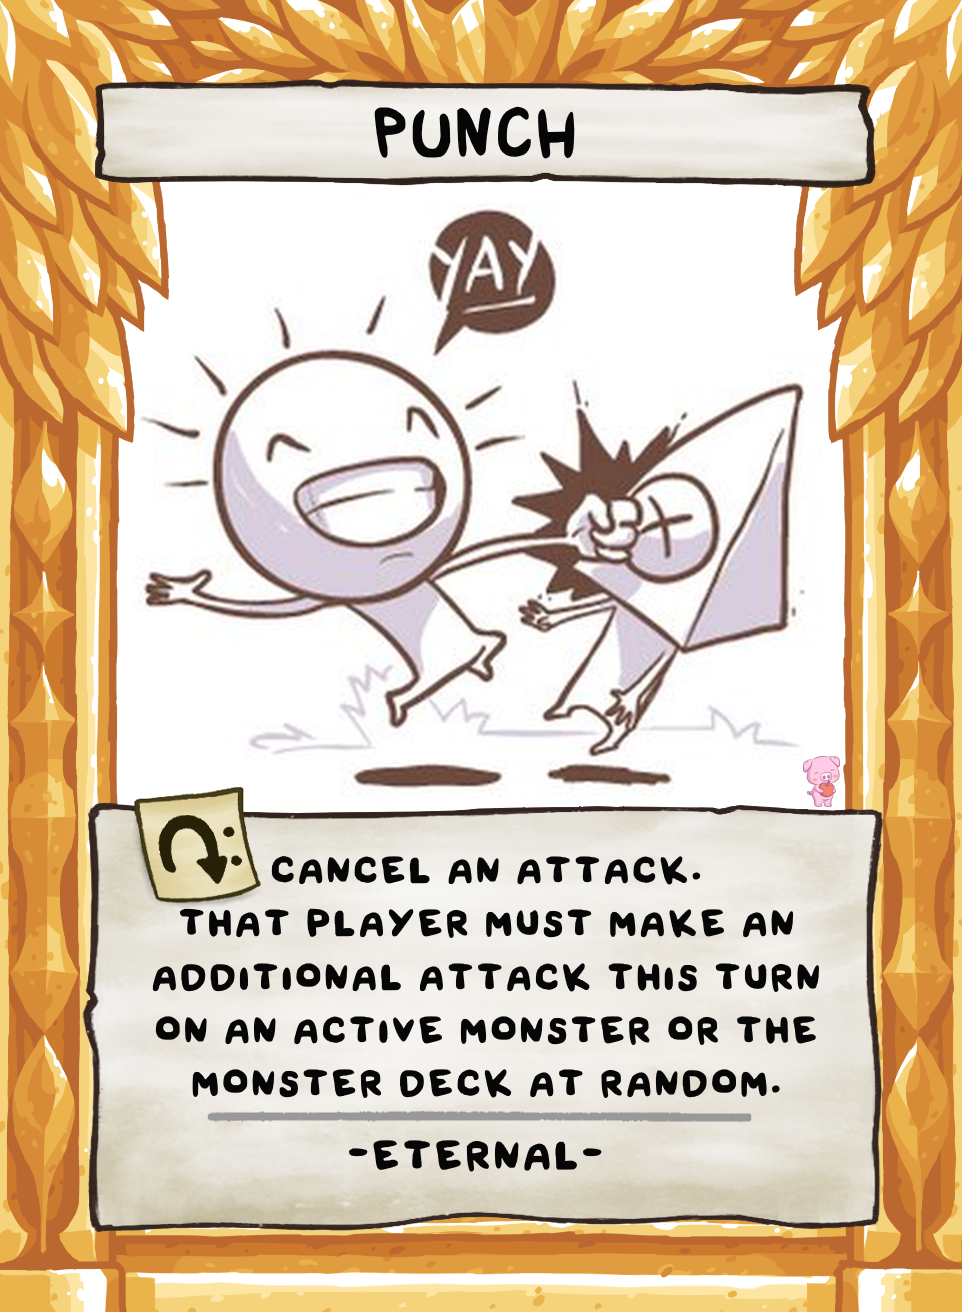 PUNCH
YAY
CANCEL AN ATTACK.
THAT PLAYER MUST MAKE AN
ADDITIONAL ATTACK THIS TURN
ON AN ACTIVE MONSTER OR THE
MONSTER DECK AT RANDOM.
-ETERNAL-